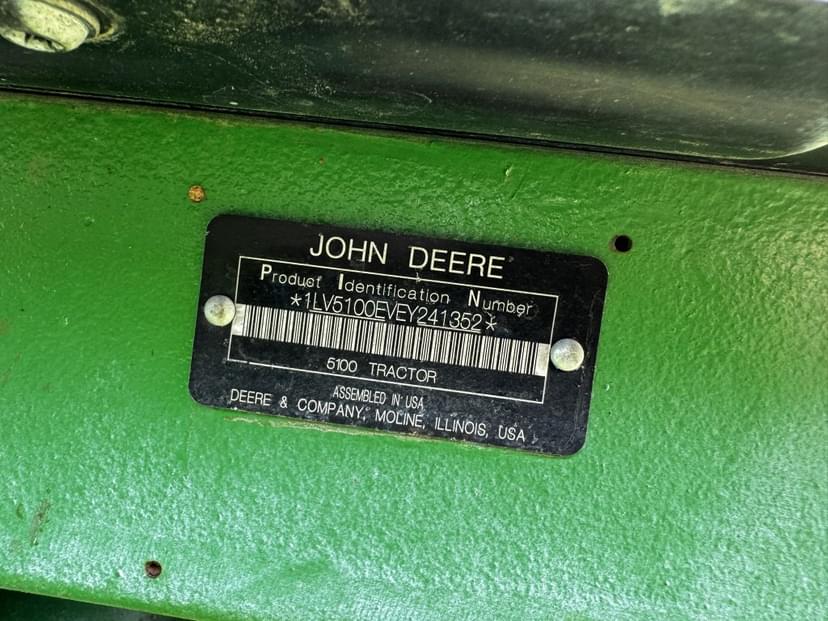 JOHN DEERE
Product Identification Number
*1LV5100EVEY241352*
5100 TRACTOR
ASSEMBLED IN USA
DEERE & COMPANY, MOLINE, ILLINOIS, USA